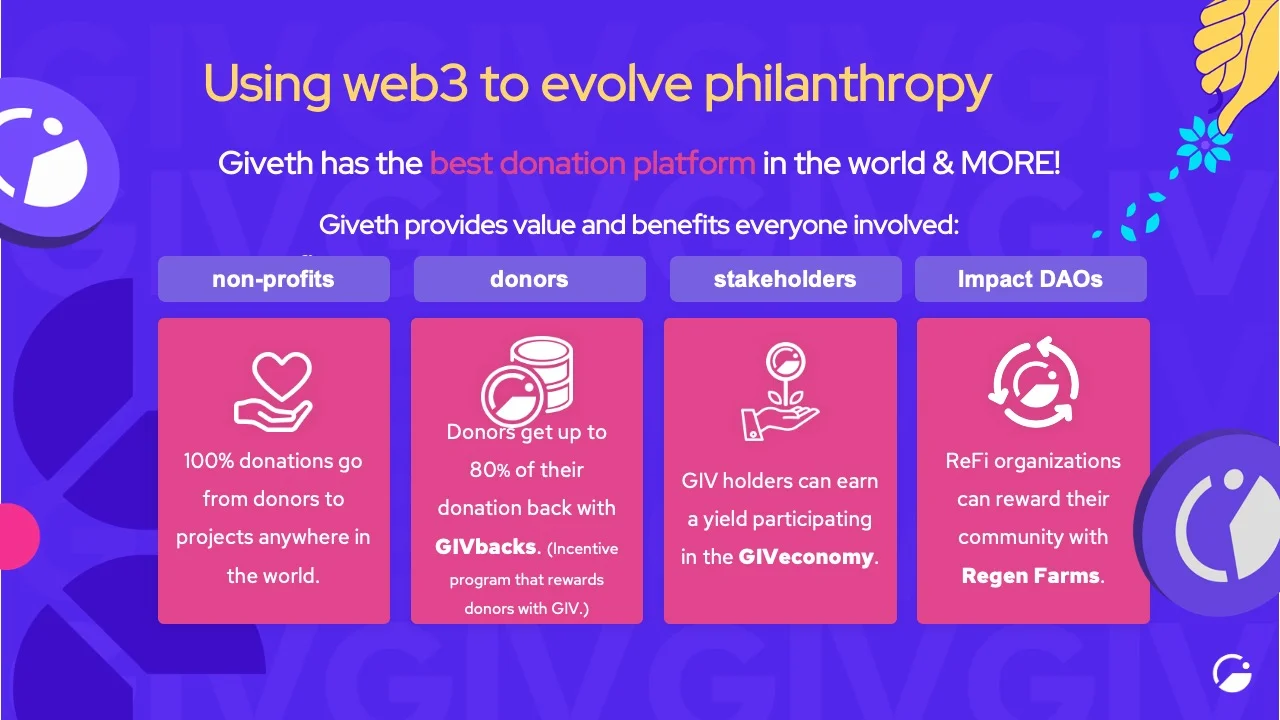 Using web3 to evolve philanthropy
Giveth has the best donation platform in the world & MORE!
Giveth provides value and benefits everyone involved:
non-profits
donors
stakeholders
Impact DAOs
100% donations go
from donors to
projects anywhere in
the world.
Donors get up to
80% of their
donation back with
GIVbacks. (Incentive
program that rewards
donors with GIV.)
GIV holders can earn
a yield participating
in the GIVeconomy.
ReFi organizations
can reward their
community with
Regen Farms.